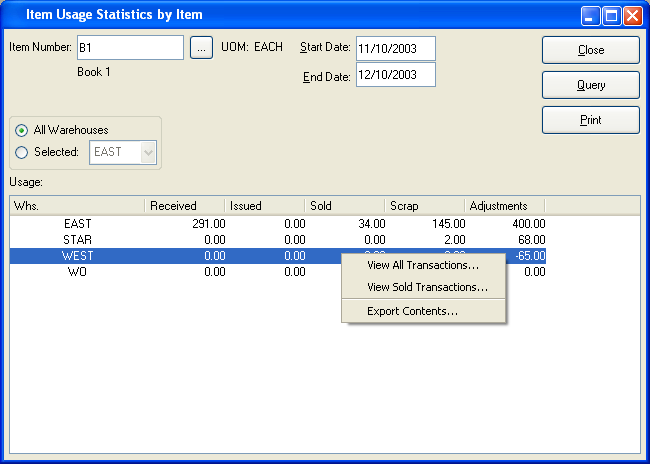 Item Usage Statistics by Item
Item Number: B1 ... UOM: EACH Start Date: 11/10/2003 Close
Book 1 End Date: 12/10/2003 Query
Print
All Warehouses
Selected: EAST
Usage:
Whs. Received Issued Sold Scrap Adjustments
EAST 291.00 0.00 34.00 145.00 400.00
STAR 0.00 0.00 0.00 2.00 68.00
WEST 0.00 0.00 -65.00
WO 0.00 0.00 0.00
View All Transactions...
View Sold Transactions...
Export Contents...